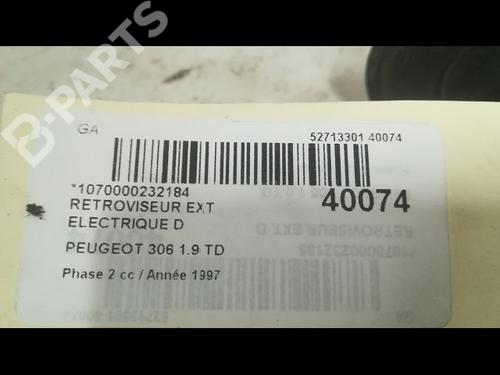 B-PARTS
GA
52713301 40074
*1070000232184
40074
RETROVISEUR EXT
ELECTRIQUE D
PEUGEOT 306 1.9 TD
Phase 2 cc / Année 1997